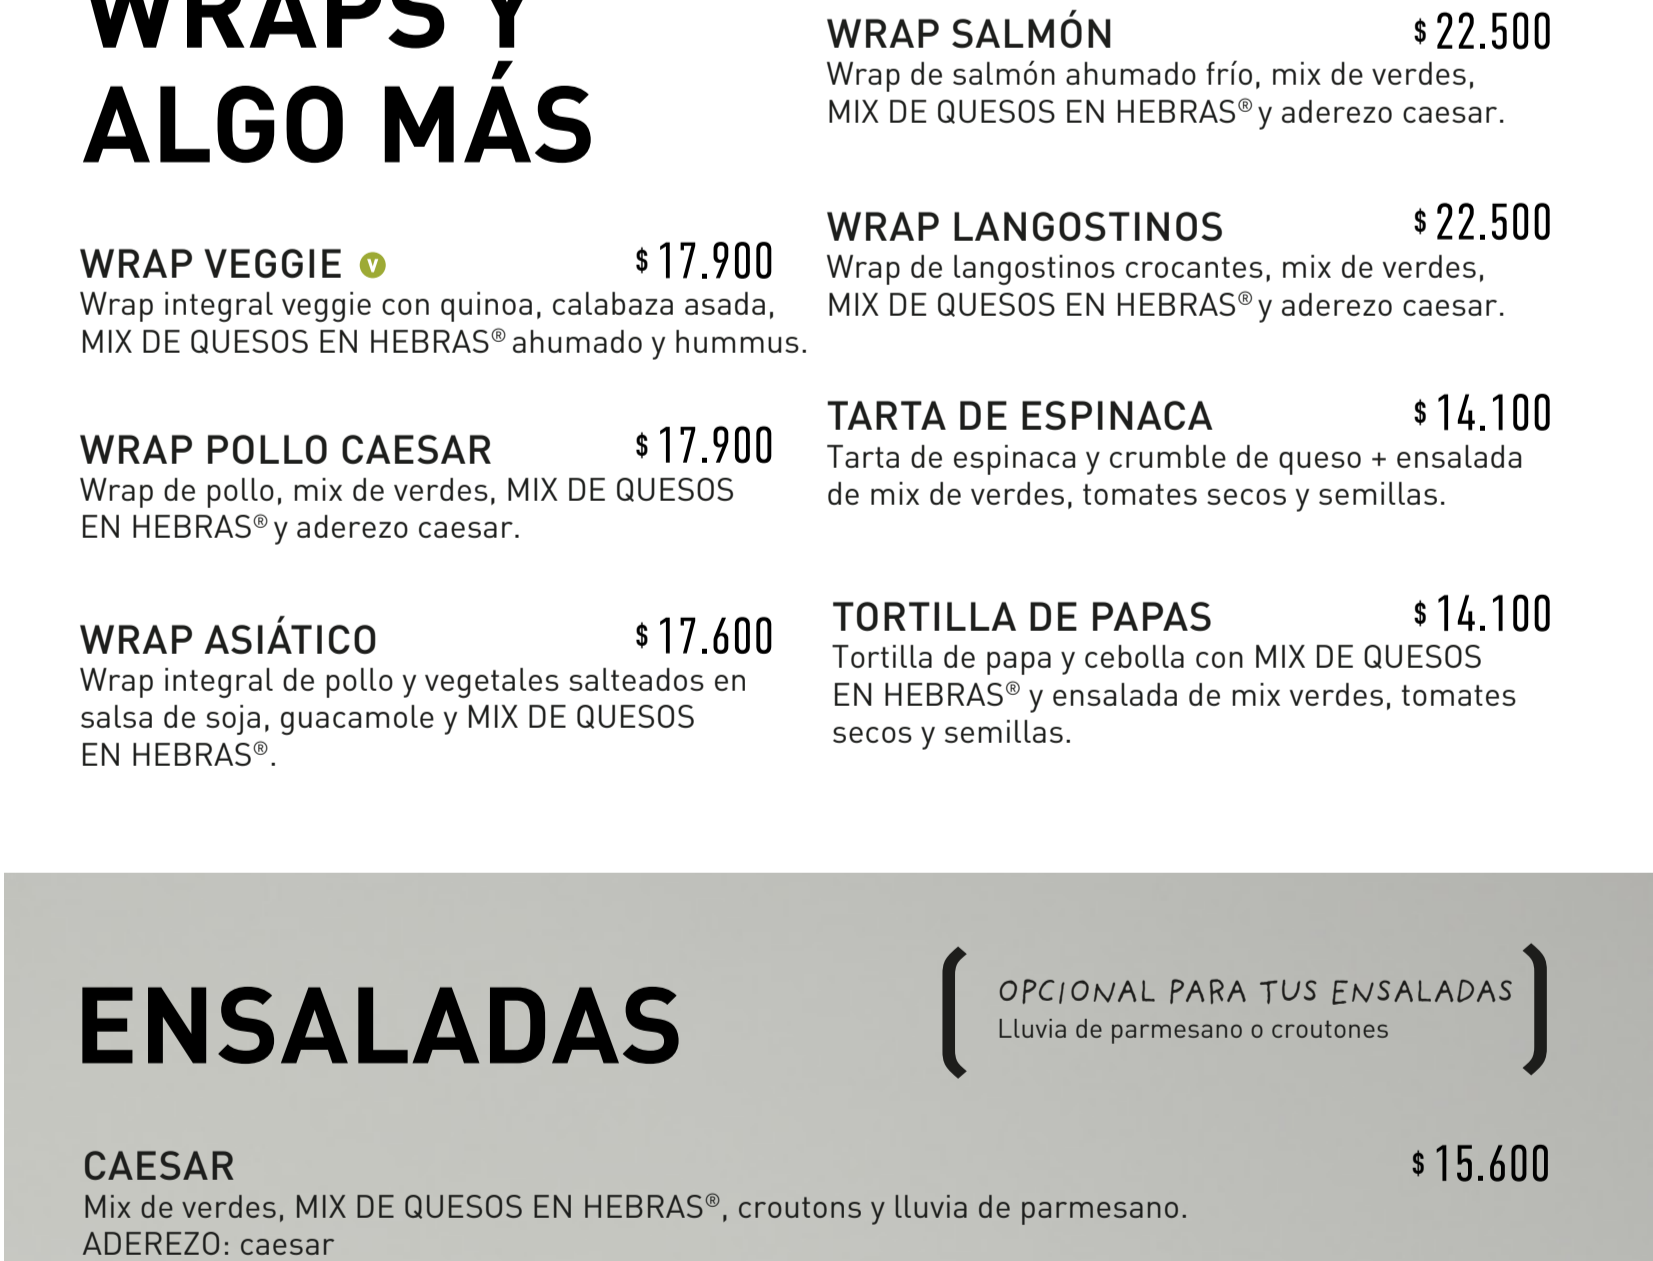 WRAPS Y
ALGO MÁS
WRAP VEGGIE V $ 17.900
Wrap integral veggie con quinoa, calabaza asada,
MIX DE QUESOS EN HEBRAS® ahumado y hummus.
WRAP POLLO CAESAR $ 17.900
Wrap de pollo, mix de verdes, MIX DE QUESOS
EN HEBRAS® y aderezo caesar.
WRAP ASIÁTICO $ 17.600
Wrap integral de pollo y vegetales salteados en
salsa de soja, guacamole y MIX DE QUESOS
EN HEBRAS®.
WRAP SALMÓN $ 22.500
Wrap de salmón ahumado frío, mix de verdes,
MIX DE QUESOS EN HEBRAS® y aderezo caesar.
WRAP LANGOSTINOS $ 22.500
Wrap de langostinos crocantes, mix de verdes,
MIX DE QUESOS EN HEBRAS® y aderezo caesar.
TARTA DE ESPINACA $ 14.100
Tarta de espinaca y crumble de queso + ensalada
de mix de verdes, tomates secos y semillas.
TORTILLA DE PAPAS $ 14.100
Tortilla de papa y cebolla con MIX DE QUESOS
EN HEBRAS® y ensalada de mix verdes, tomates
secos y semillas.
ENSALADAS
OPCIONAL PARA TUS ENSALADAS
Lluvia de parmesano o croutones
CAESAR $ 15.600
Mix de verdes, MIX DE QUESOS EN HEBRAS®, croutons y lluvia de parmesano.
ADEREZO: caesar